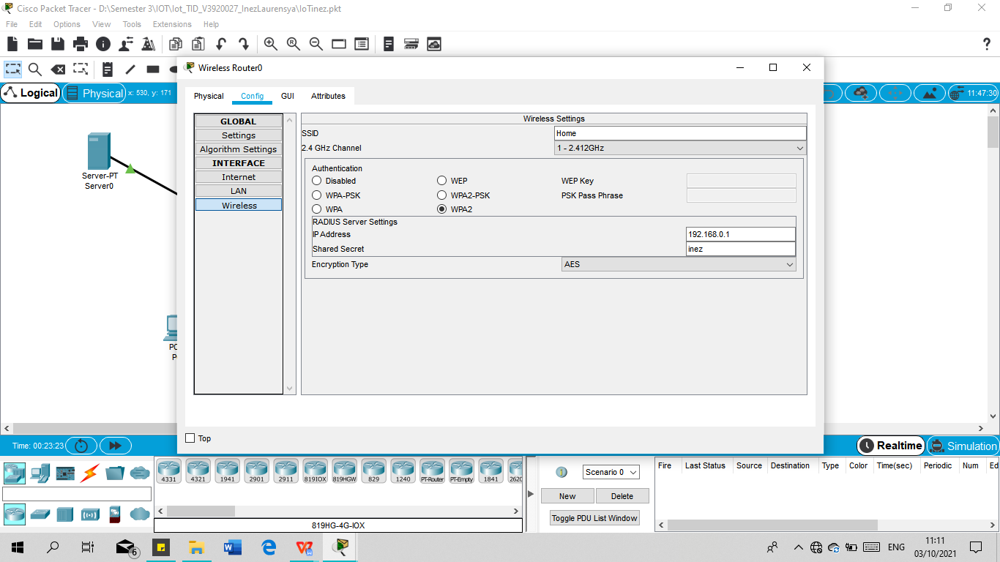 Cisco Packet Tracer - D:\Semester 3\IOT\Iot_TID_V3920027_InezLaurensya\IoTinez.pkt
File Edit Options View Tools Extensions Help
?
Wireless Router0
Logical Physical x: 530, y: 171
11:47:30
Physical Config GUI Attributes
GLOBAL
Settings
Algorithm Settings
INTERFACE
Internet
LAN
Wireless
Wireless Settings
SSID Home
2.4 GHz Channel 1 - 2.412GHz
Authentication
Disabled WEP WEP Key
WPA-PSK WPA2-PSK PSK Pass Phrase
WPA WPA2
RADIUS Server Settings
IP Address 192.168.0.1
Shared Secret inez
Encryption Type AES
Server-PT
Server0
Top
Time: 00:23:23
Realtime Simulation
4331 4321 1941 2901 2911 819IOX 819HGW 829 1240 PT-Router PT-Empty 1841
819HG-4G-IOX
Scenario 0
New Delete
Toggle PDU List Window
Fire Last Status Source Destination Type Color Time(sec) Periodic Num
6
ENG
11:11
03/10/2021